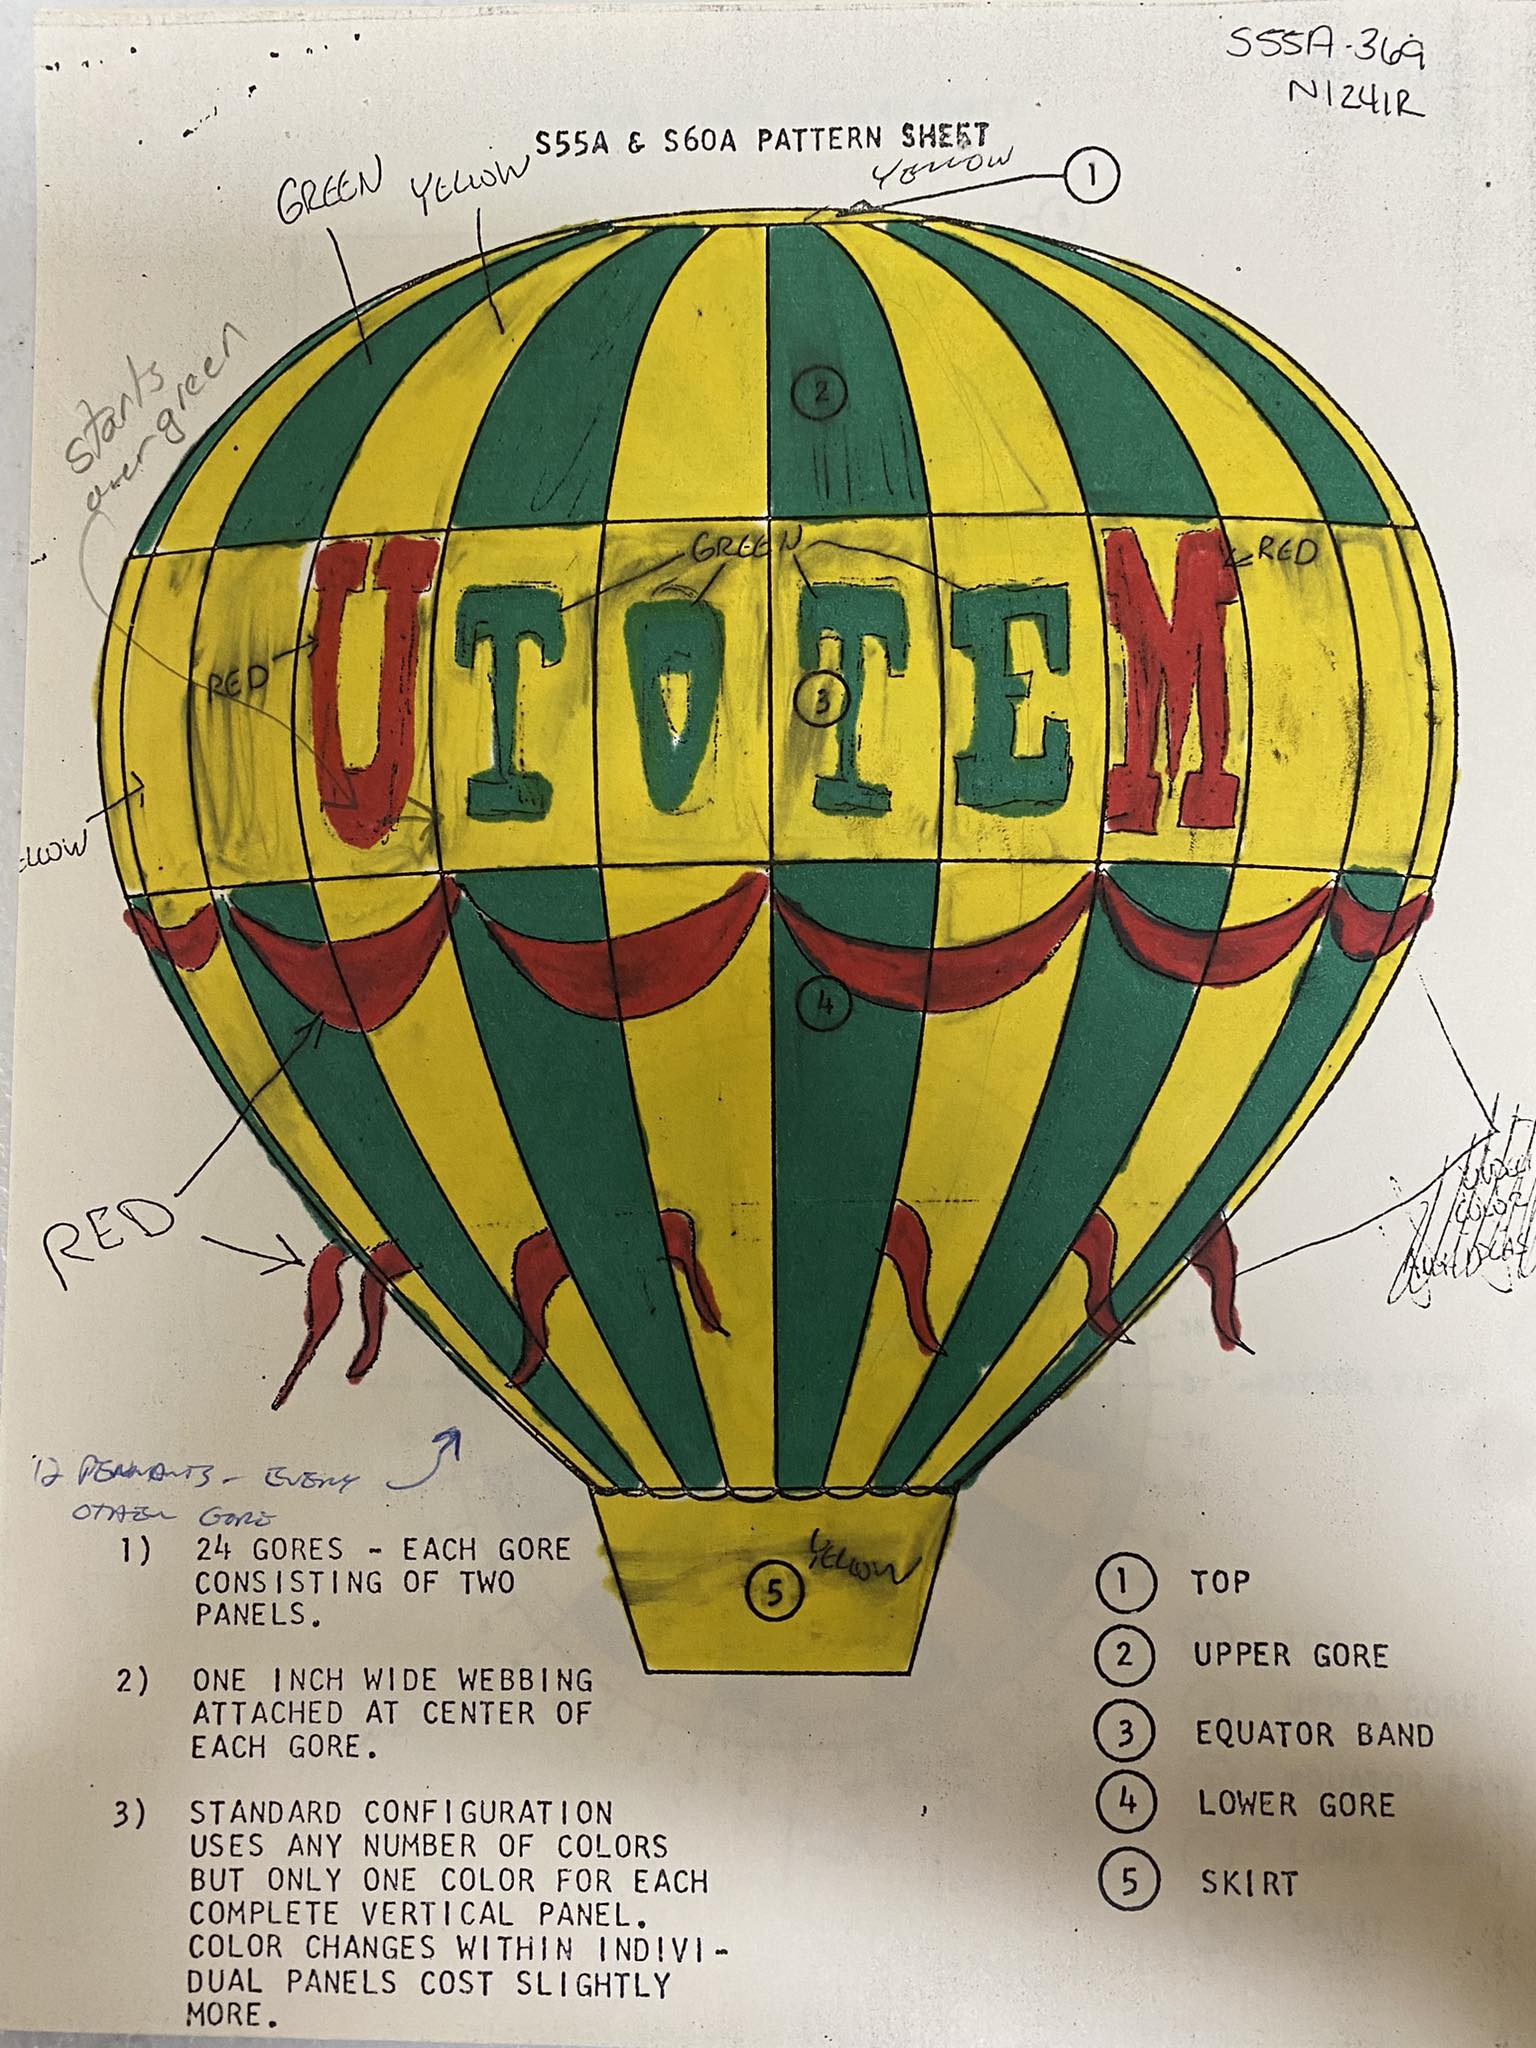 S55A-369
N1241R
S55A & S60A PATTERN SHEET
GREEN
YELLOW
YELLOW
1
starts
over green
2
GREEN
RED
UTOTEM
RED
3
4
RED
12 PENNANTS - EVERY
OTHER GORE
YELLOW
5
1) 24 GORES - EACH GORE
CONSISTING OF TWO
PANELS.
2) ONE INCH WIDE WEBBING
ATTACHED AT CENTER OF
EACH GORE.
3) STANDARD CONFIGURATION
USES ANY NUMBER OF COLORS
BUT ONLY ONE COLOR FOR EACH
COMPLETE VERTICAL PANEL.
COLOR CHANGES WITHIN INDIVI-
DUAL PANELS COST SLIGHTLY
MORE.
1 TOP
2 UPPER GORE
3 EQUATOR BAND
4 LOWER GORE
5 SKIRT